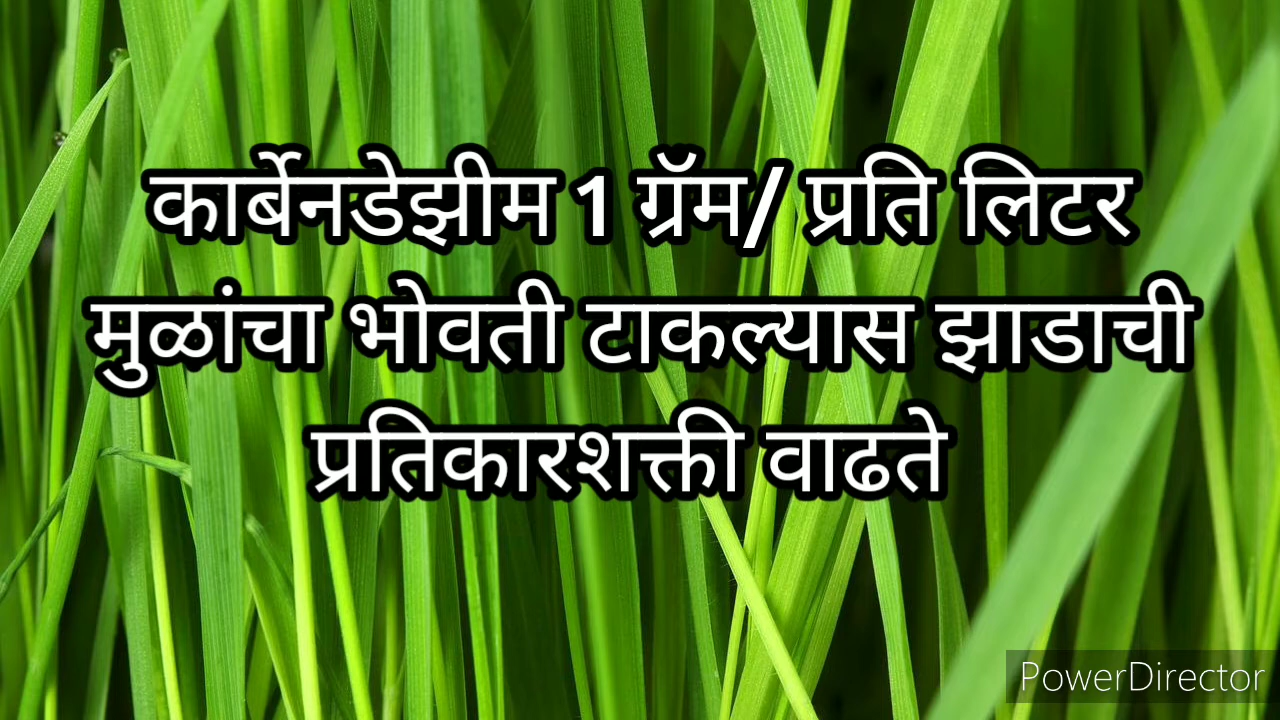 कार्बेनडेझीम 1 ग्रॅम/ प्रति लिटर
मुळांचा भोवती टाकल्यास झाडाची
प्रतिकारशक्ती वाढते
PowerDirector